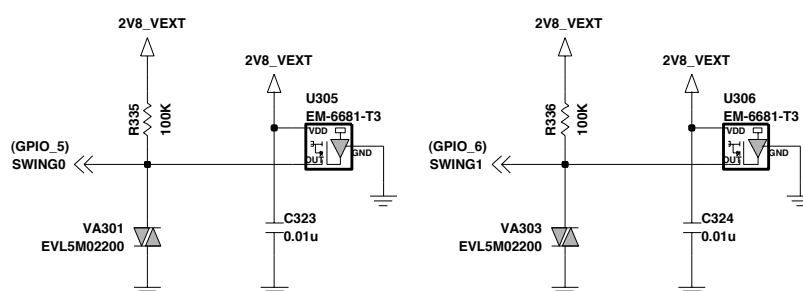 2V8_VEXT
2V8_VEXT
R335
100K
U305
EM-6681-T3
VDD
OUT
GND
(GPIO_5)
SWING0
VA301
EVL5M02200
C323
0.01u
2V8_VEXT
2V8_VEXT
R336
100K
U306
EM-6681-T3
VDD
OUT
GND
(GPIO_6)
SWING1
VA303
EVL5M02200
C324
0.01u